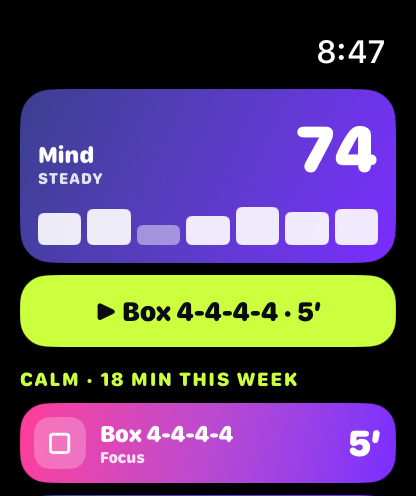 8:47
Mind
74
STEADY
Box 4-4-4-4 · 5′
CALM · 18 MIN THIS WEEK
Box 4-4-4-4
Focus
5′